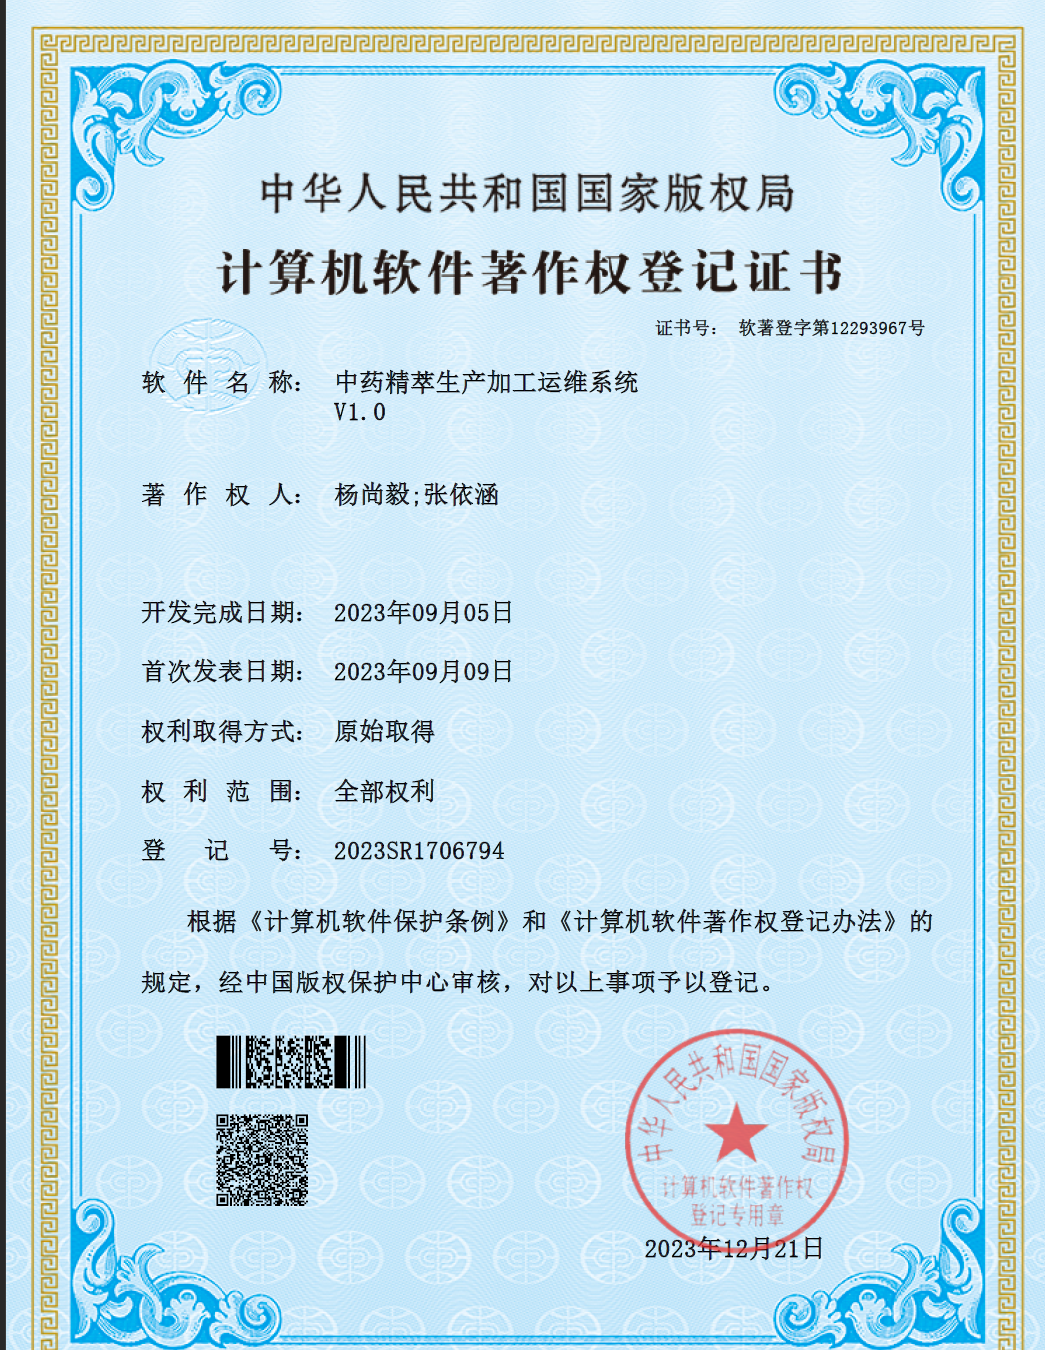 中华人民共和国国家版权局
计算机软件著作权登记证书
证书号： 软著登字第12293967号
软件名称： 中药精萃生产加工运维系统
V1.0
著作权人： 杨尚毅;张依涵
开发完成日期： 2023年09月05日
首次发表日期： 2023年09月09日
权利取得方式： 原始取得
权利范围： 全部权利
登记号： 2023SR1706794
根据《计算机软件保护条例》和《计算机软件著作权登记办法》的
规定，经中国版权保护中心审核，对以上事项予以登记。
中华人民共和国国家版权局
计算机软件著作权
登记专用章
2023年12月21日